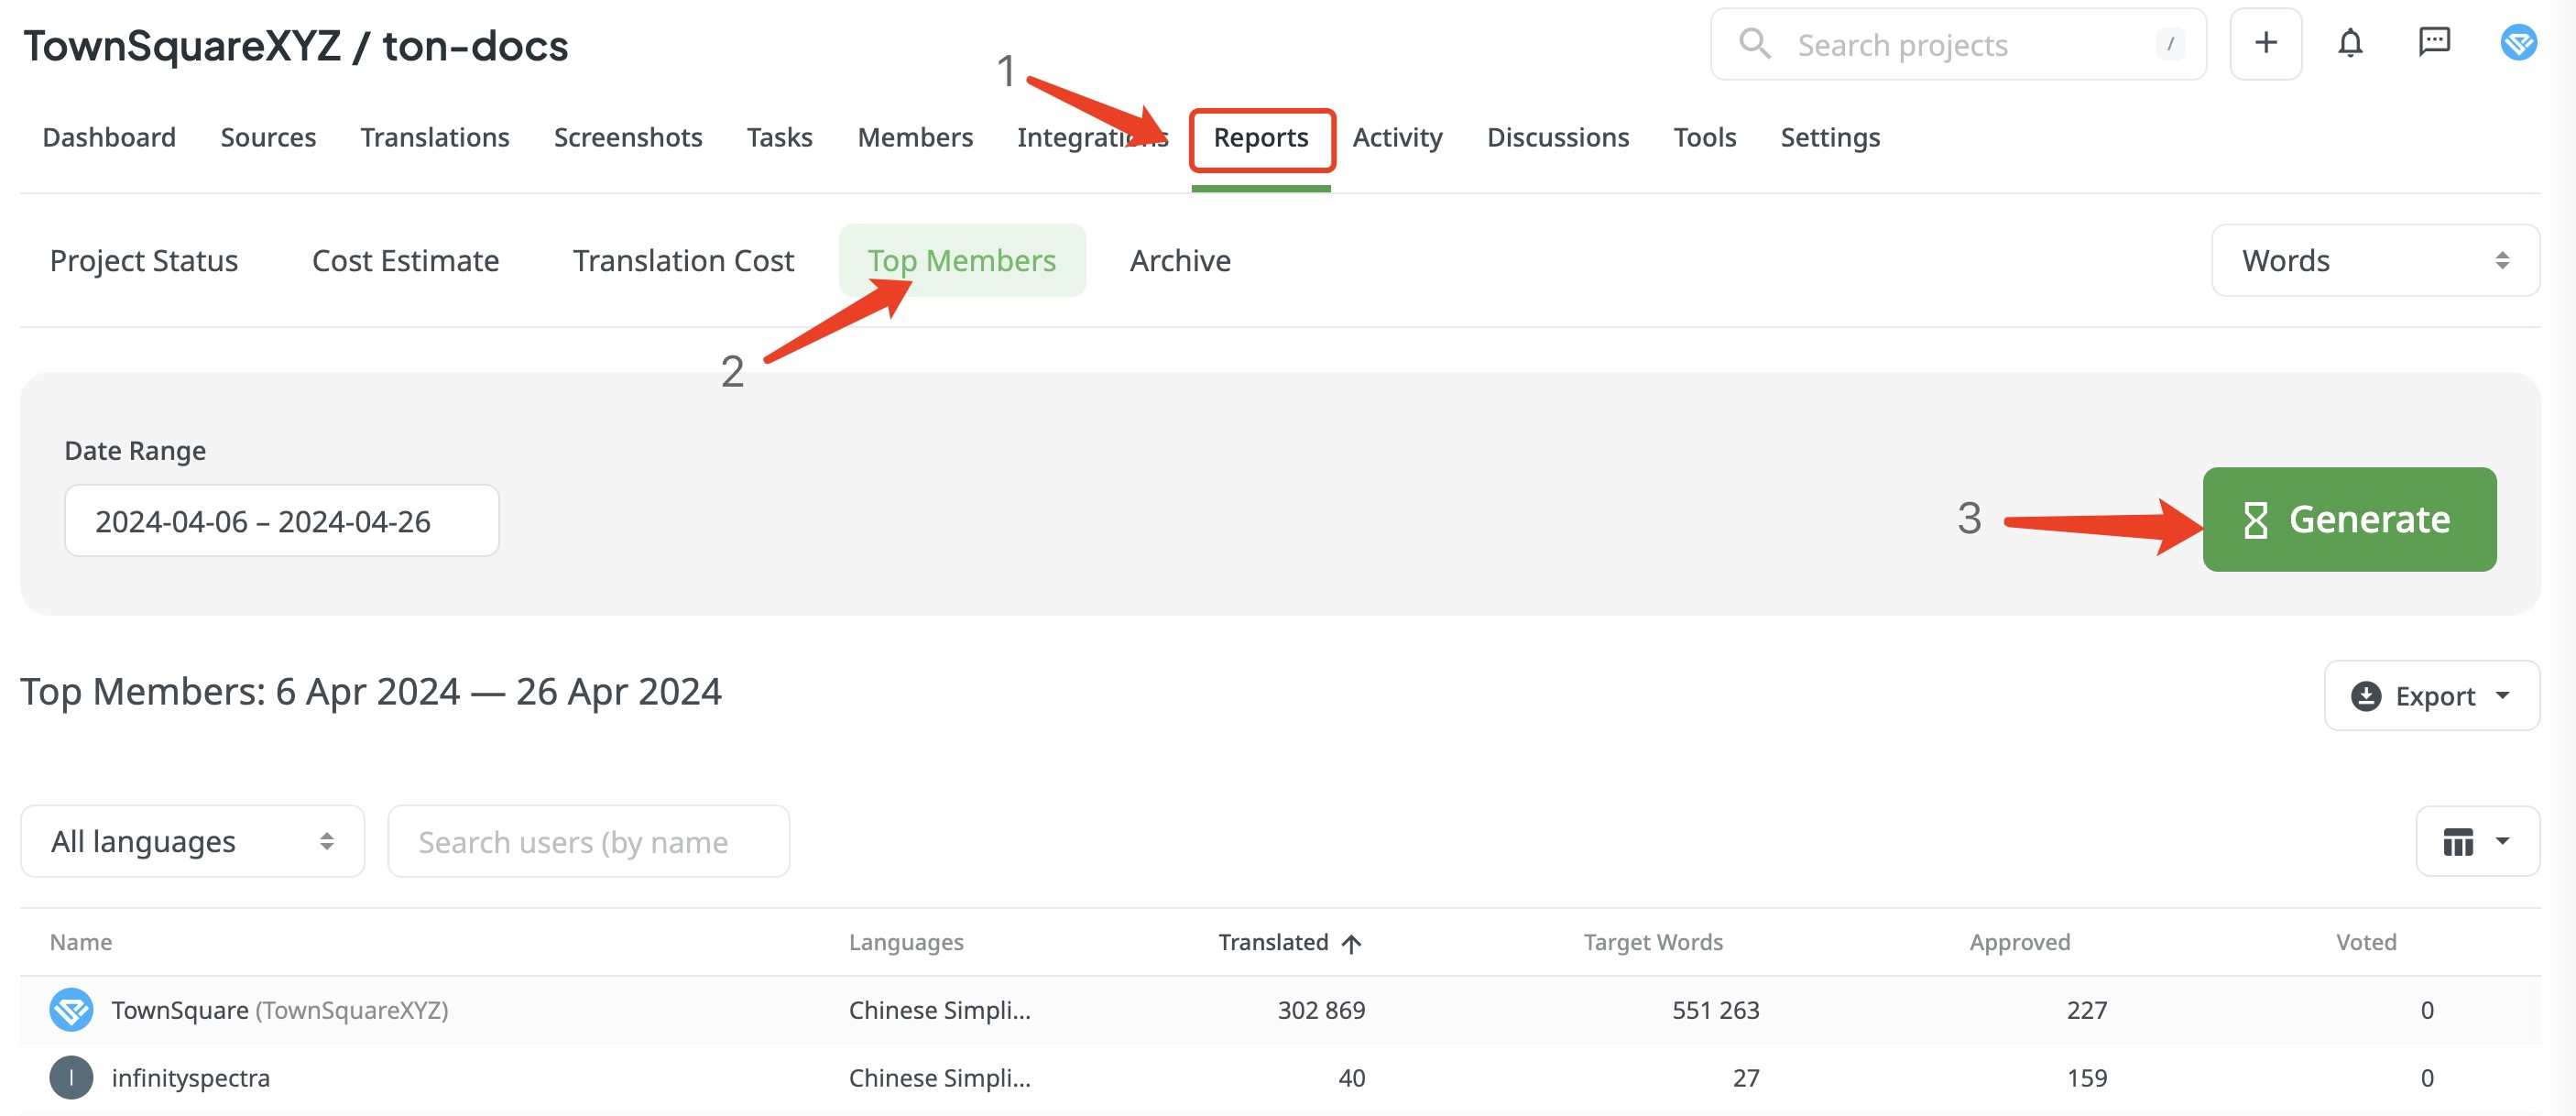 TownSquareXYZ / ton-docs
Search projects /
1
Dashboard Sources Translations Screenshots Tasks Members Integrations Reports Activity Discussions Tools Settings
Project Status Cost Estimate Translation Cost Top Members Archive Words
2
Date Range
2024-04-06 – 2024-04-26
3 Generate
Top Members: 6 Apr 2024 — 26 Apr 2024
Export
All languages Search users (by name
Name Languages Translated Target Words Approved Voted
TownSquare (TownSquareXYZ) Chinese Simpli... 302 869 551 263 227 0
I infinityspectra Chinese Simpli... 40 27 159 0